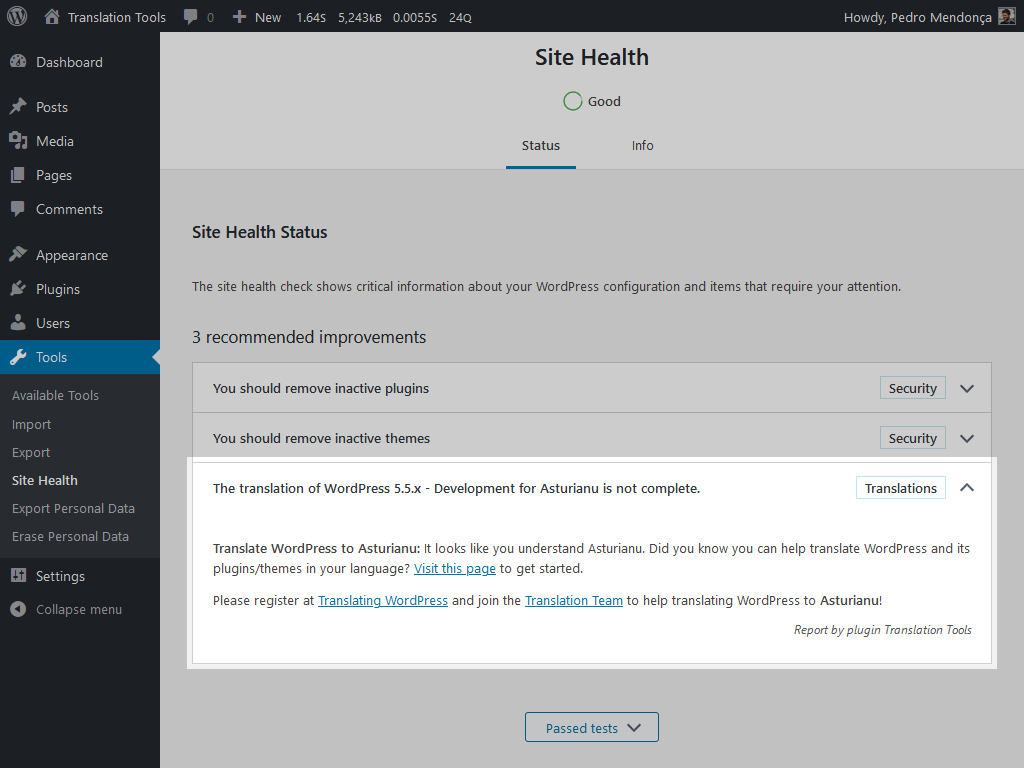 Translation Tools 0 New 1.64S 5,243kB 0.0055S 24Q Howdy, Pedro Mendonça
Dashboard
Posts
Media
Pages
Comments
Appearance
Plugins
Users
Tools
Available Tools
Import
Export
Site Health
Export Personal Data
Erase Personal Data
Settings
Collapse menu
Site Health
Good
Status Info
Site Health Status
The site health check shows critical information about your WordPress configuration and items that require your attention.
3 recommended improvements
You should remove inactive plugins Security
You should remove inactive themes Security
The translation of WordPress 5.5.x - Development for Asturianu is not complete. Translations
Translate WordPress to Asturianu: It looks like you understand Asturianu. Did you know you can help translate WordPress and its
plugins/themes in your language? Visit this page to get started.
Please register at Translating WordPress and join the Translation Team to help translating WordPress to Asturianu!
Report by plugin Translation Tools
Passed tests